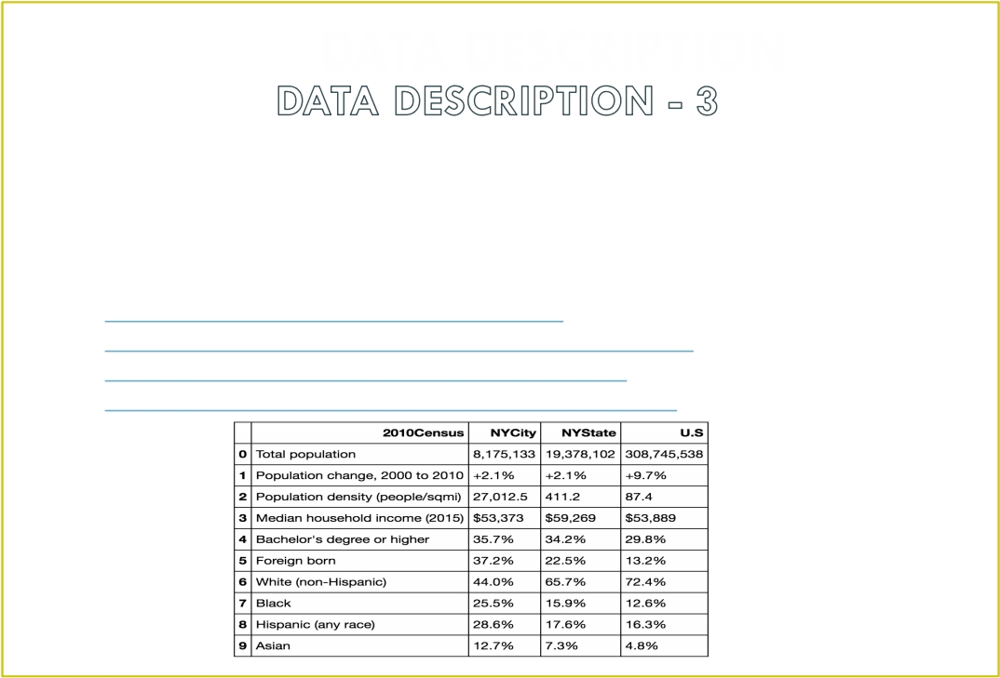 DATA DESCRIPTION
DATA DESCRIPTION - 3
2010Census NYCity NYState U.S
0 Total population 8,175,133 19,378,102 308,745,538
1 Population change, 2000 to 2010 +2.1% +2.1% +9.7%
2 Population density (people/sqmi) 27,012.5 411.2 87.4
3 Median household income (2015) $53,373 $59,269 $53,889
4 Bachelor's degree or higher 35.7% 34.2% 29.8%
5 Foreign born 37.2% 22.5% 13.2%
6 White (non-Hispanic) 44.0% 65.7% 72.4%
7 Black 25.5% 15.9% 12.6%
8 Hispanic (any race) 28.6% 17.6% 16.3%
9 Asian 12.7% 7.3% 4.8%